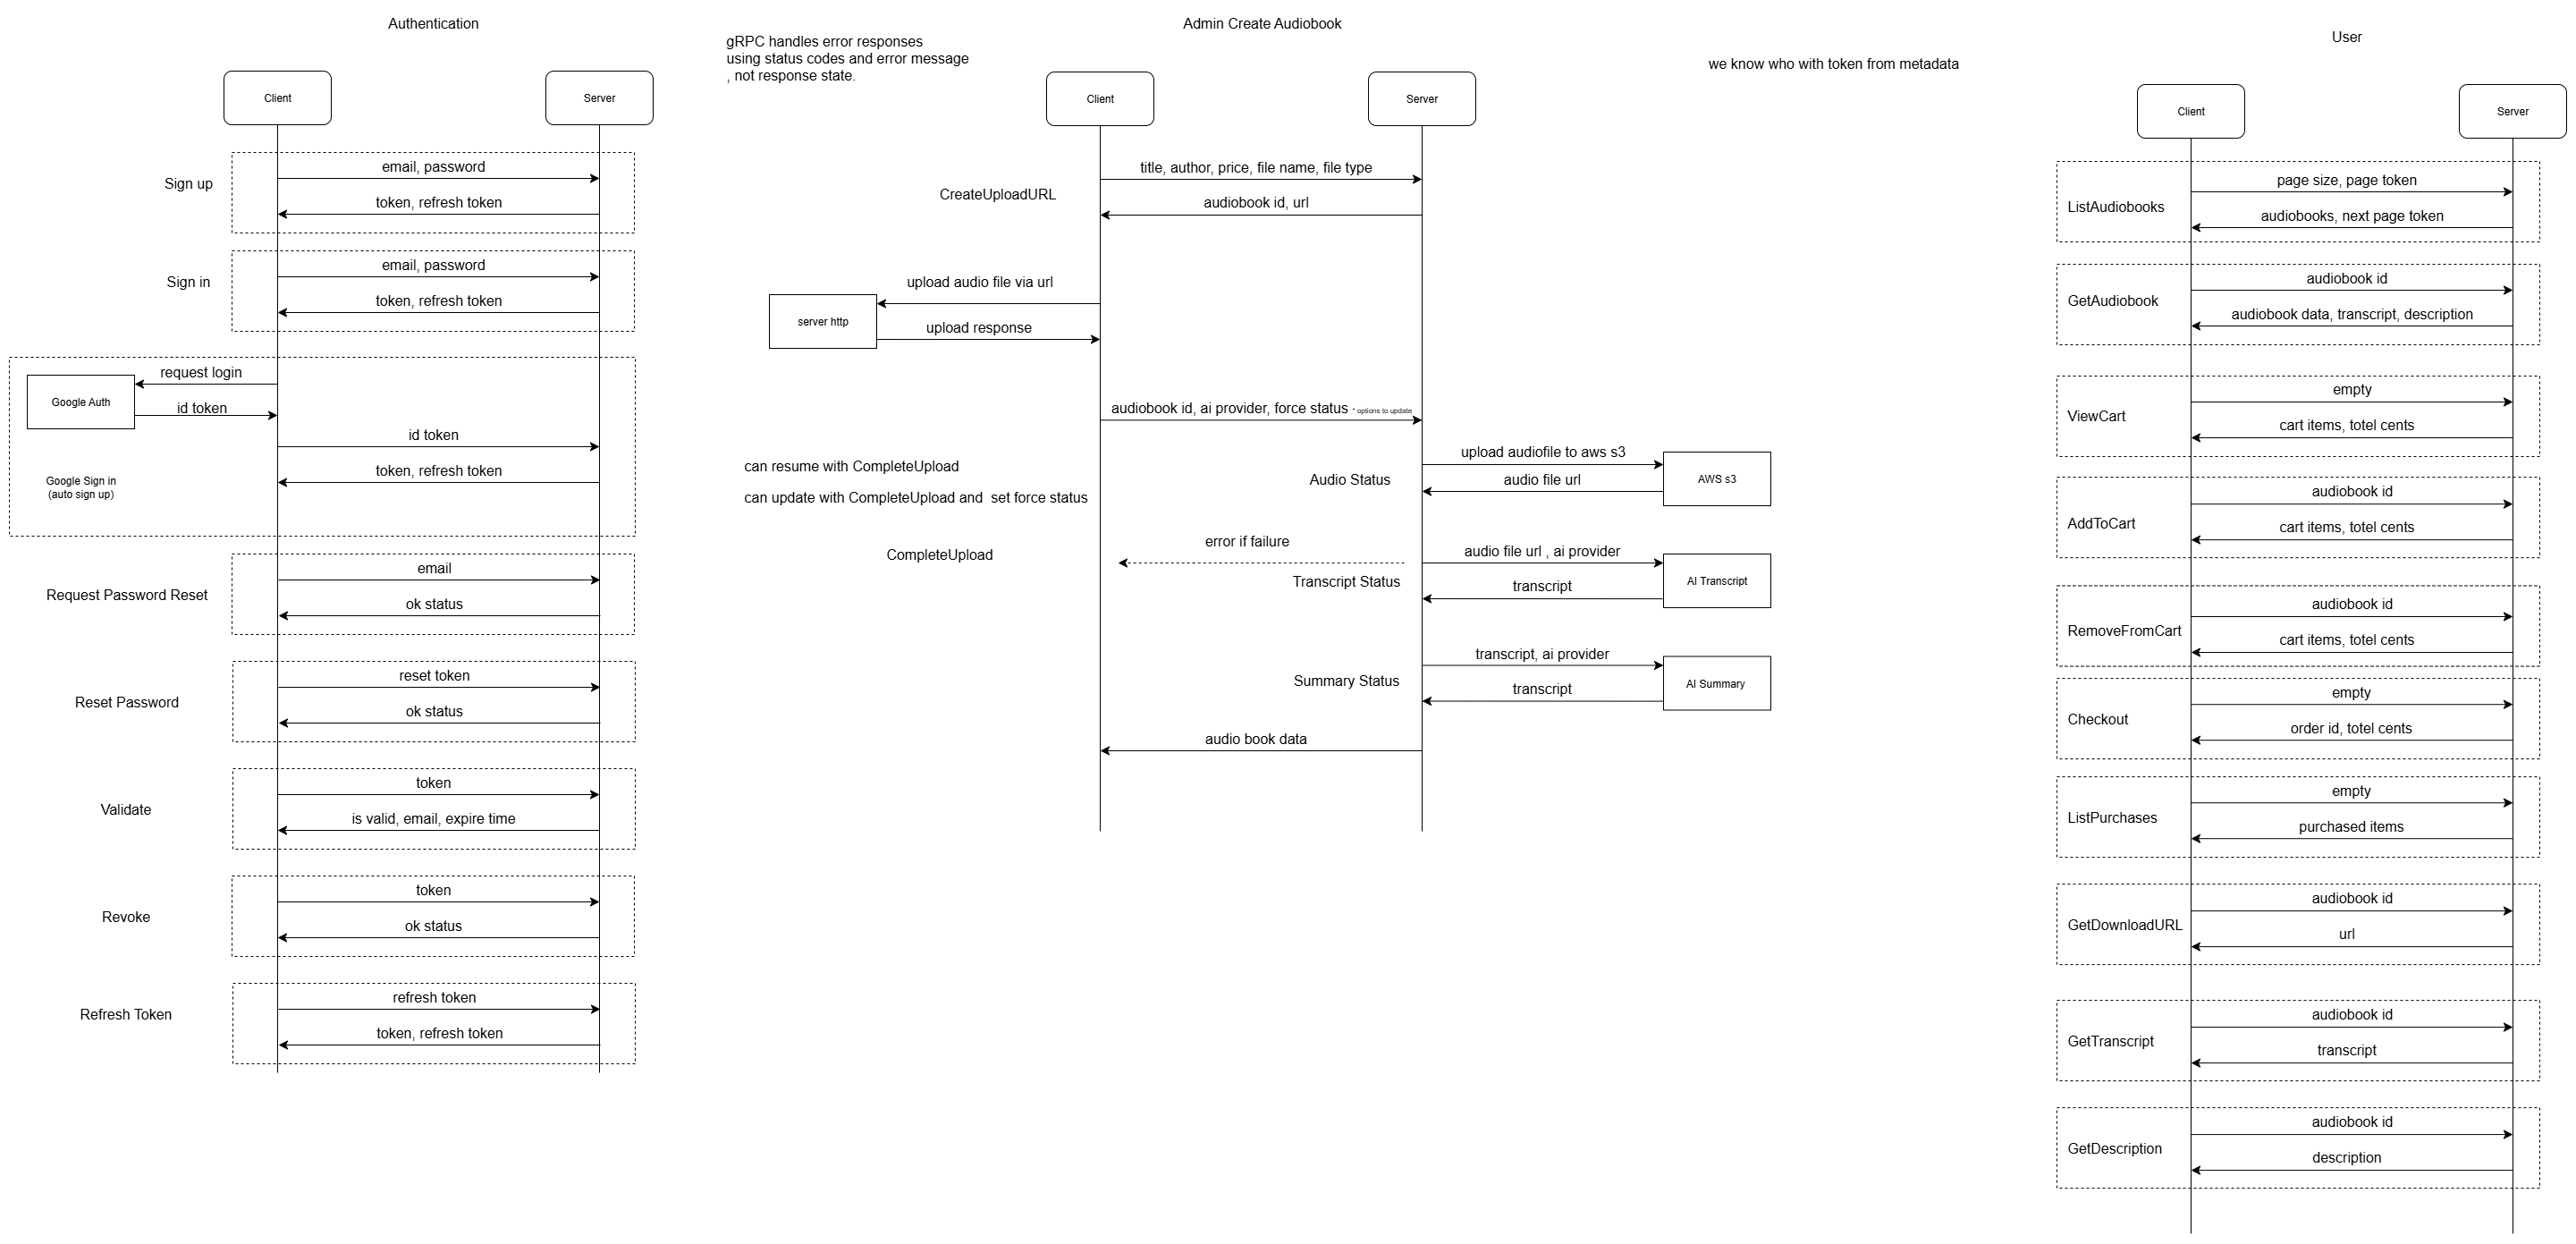 Authentication
Client
Server
Sign up
email, password
token, refresh token
Sign in
email, password
token, refresh token
request login
Google Auth
id token
id token
token, refresh token
Google Sign in
(auto sign up)
Request Password Reset
email
ok status
Reset Password
reset token
ok status
Validate
token
is valid, email, expire time
Revoke
token
ok status
Refresh Token
refresh token
token, refresh token
Admin Create Audiobook
gRPC handles error responses
using status codes and error message
, not response state.
Client
Server
CreateUploadURL
title, author, price, file name, file type
audiobook id, url
upload audio file via url
server http
upload response
audiobook id, ai provider, force status * options to update
can resume with CompleteUpload
can update with CompleteUpload and  set force status
CompleteUpload
Audio Status
upload audiofile to aws s3
audio file url
AWS s3
error if failure
Transcript Status
audio file url , ai provider
transcript
AI Transcript
Summary Status
transcript, ai provider
transcript
AI Summary
audio book data
User
we know who with token from metadata
Client
Server
ListAudiobooks
page size, page token
audiobooks, next page token
GetAudiobook
audiobook id
audiobook data, transcript, description
ViewCart
empty
cart items, totel cents
AddToCart
audiobook id
cart items, totel cents
RemoveFromCart
audiobook id
cart items, totel cents
Checkout
empty
order id, totel cents
ListPurchases
empty
purchased items
GetDownloadURL
audiobook id
url
GetTranscript
audiobook id
transcript
GetDescription
audiobook id
description